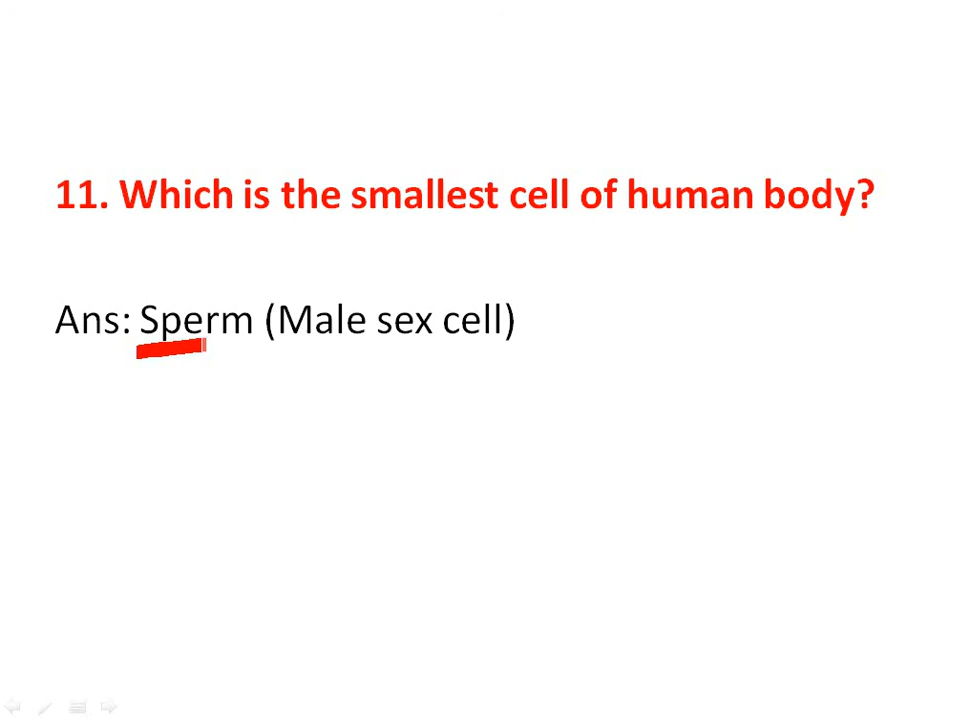 11. Which is the smallest cell of human body?
Ans: Sperm (Male sex cell)